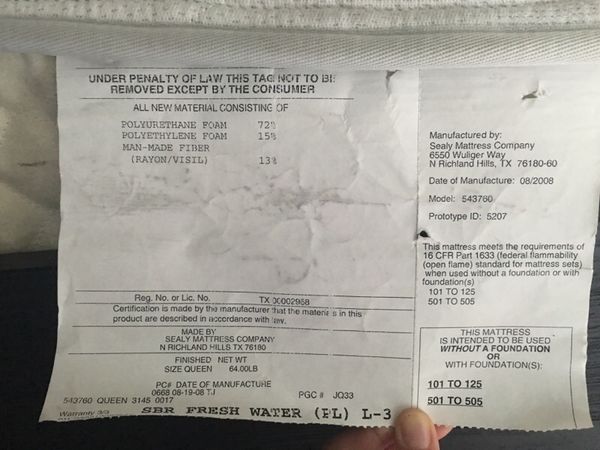 UNDER PENALTY OF LAW THIS TAG NOT TO BE
REMOVED EXCEPT BY THE CONSUMER
ALL NEW MATERIAL CONSISTING OF
POLYURETHANE FOAM 72%
POLYETHYLENE FOAM 15%
MAN-MADE FIBER
(RAYON/VISIL) 13%
Reg. No. or Lic. No. TX 00002958
Certification is made by the manufacturer that the materials in this
product are described in accordance with law.
MADE BY
SEALY MATTRESS COMPANY
N RICHLAND HILLS TX 76180
FINISHED NET WT
SIZE QUEEN 64.00LB
PC# DATE OF MANUFACTURE
0668 08-19-08 TJ
PGC # JQ33
543760 QUEEN 3145 0017
Warranty 3/3 SBR FRESH WATER (PL) L-3
Manufactured by:
Sealy Mattress Company
6550 Wuliger Way
N Richland Hills, TX 76180-60
Date of Manufacture: 08/2008
Model: 543760
Prototype ID: 5207
This mattress meets the requirements of
16 CFR Part 1633 (federal flammability
(open flame) standard for mattress sets)
when used without a foundation or with
foundation(s)
101 TO 125
501 TO 505
THIS MATTRESS
IS INTENDED TO BE USED
WITHOUT A FOUNDATION
OR
WITH FOUNDATION(S):
101 TO 125
501 TO 505